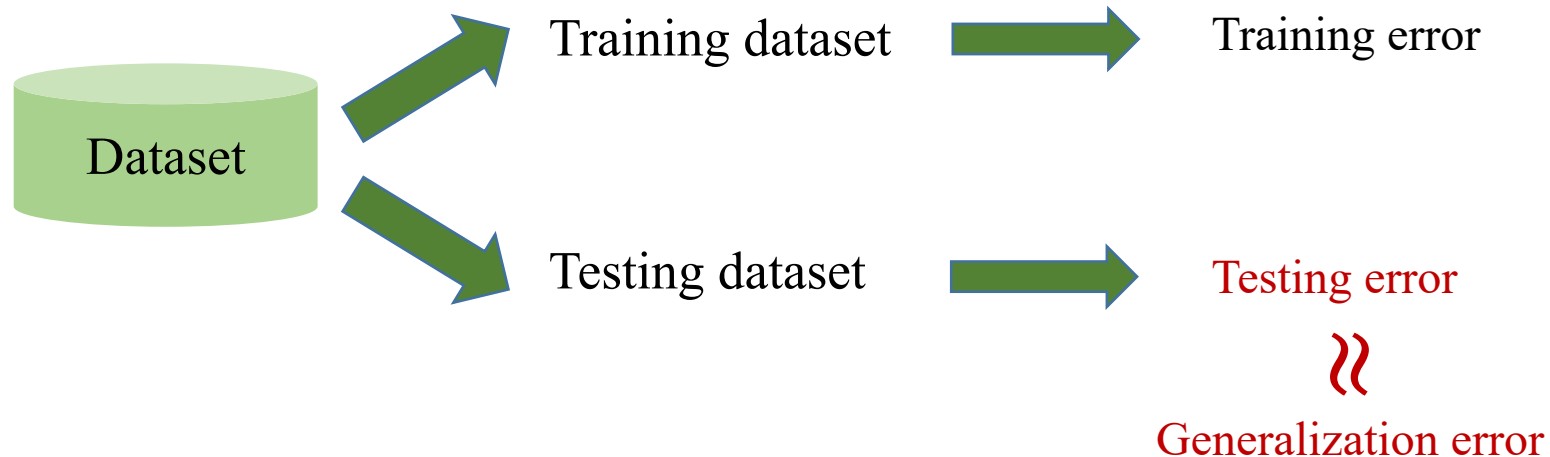 Training dataset
Training error
Dataset
Testing dataset
Testing error
≈
Generalization error